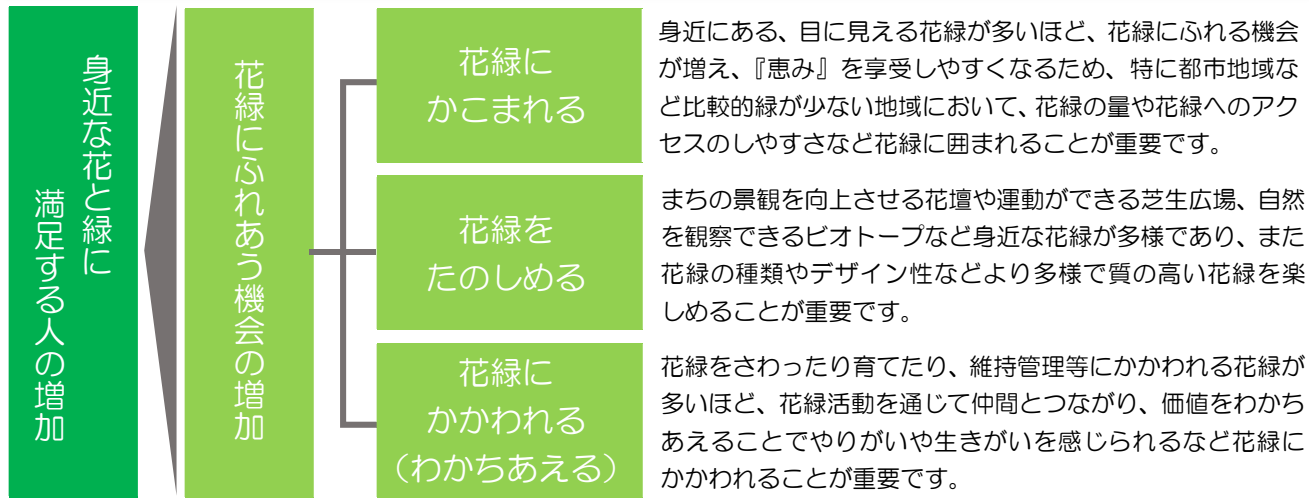 身近な花と緑に
満足する人の増加
花緑にふれあう機会の増加
花緑に
かこまれる
身近にある、目に見える花緑が多いほど、花緑にふれる機会
が増え、『恵み』を享受しやすくなるため、特に都市地域な
ど比較的緑が少ない地域において、花緑の量や花緑へのアク
セスのしやすさなど花緑に囲まれることが重要です。
花緑を
たのしめる
まちの景観を向上させる花壇や運動ができる芝生広場、自然
を観察できるビオトープなど身近な花緑が多様であり、また
花緑の種類やデザイン性などより多様で質の高い花緑を楽
しめることが重要です。
花緑に
かかわれる
（わかちあえる）
花緑をさわったり育てたり、維持管理等にかかわれる花緑が
多いほど、花緑活動を通じて仲間とつながり、価値をわかち
あえることでやりがいや生きがいを感じられるなど花緑に
かかわれることが重要です。